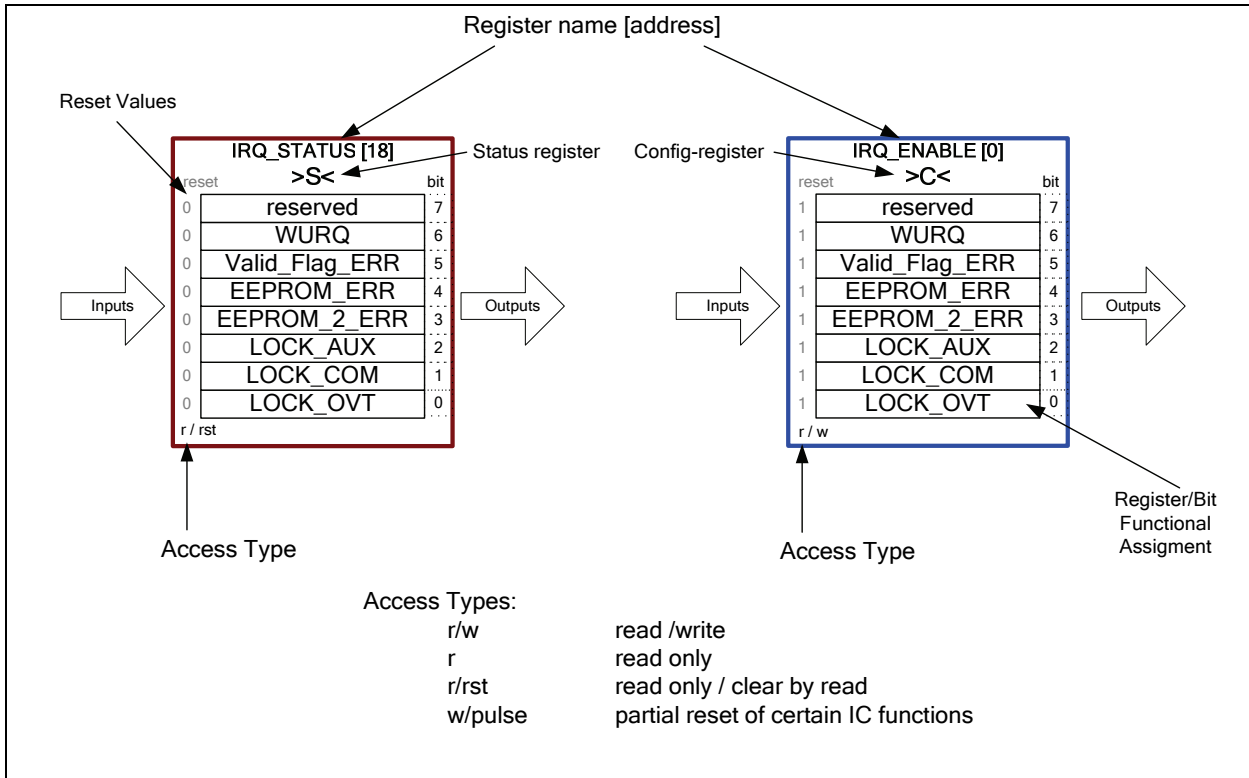 Register name [address]
Reset Values
IRQ_STATUS [18]
>S<
Status register
reset
bit
0 reserved 7
0 WURQ 6
0 Valid_Flag_ERR 5
0 EEPROM_ERR 4
0 EEPROM_2_ERR 3
0 LOCK_AUX 2
0 LOCK_COM 1
0 LOCK_OVT 0
r / rst
Inputs
Outputs
Access Type
Config-register
IRQ_ENABLE [0]
>C<
reset
bit
1 reserved 7
1 WURQ 6
1 Valid_Flag_ERR 5
1 EEPROM_ERR 4
1 EEPROM_2_ERR 3
1 LOCK_AUX 2
1 LOCK_COM 1
1 LOCK_OVT 0
r / w
Inputs
Outputs
Access Type
Register/Bit
Functional
Assigment
Access Types:
r/w read /write
r read only
r/rst read only / clear by read
w/pulse partial reset of certain IC functions